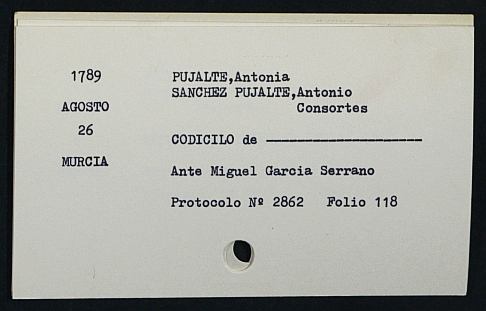 1789
AGOSTO
26
MURCIA
PUJALTE,Antonia
SANCHEZ PUJALTE,Antonio
Consortes
CODICILO de ————————————
Ante Miguel Garcia Serrano
Protocolo Nº 2862 Folio 118